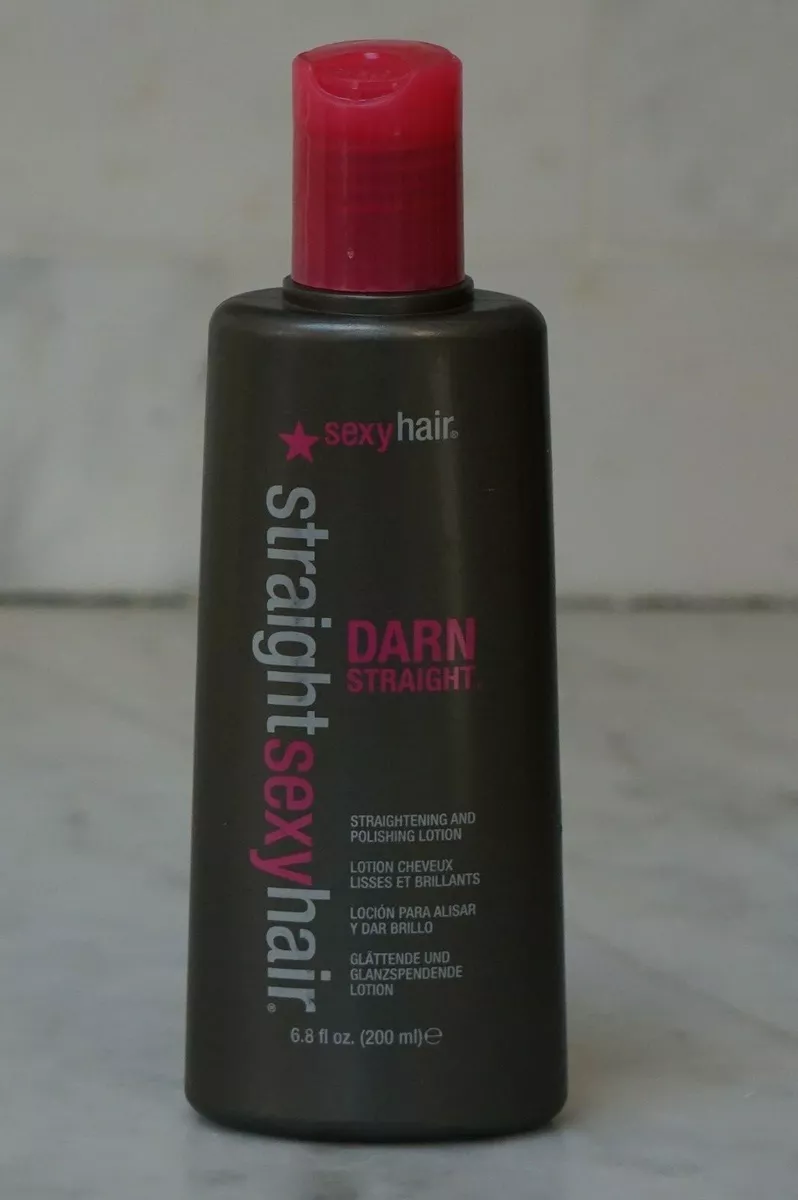 sexyhair®
straightsexyhair®
DARN
STRAIGHT
STRAIGHTENING AND
POLISHING LOTION
LOTION CHEVEUX
LISSES ET BRILLANTS
LOCIÓN PARA ALISAR
Y DAR BRILLO
GLÄTTENDE UND
GLANZSPENDENDE
LOTION
6.8 fl oz. (200 ml)℮